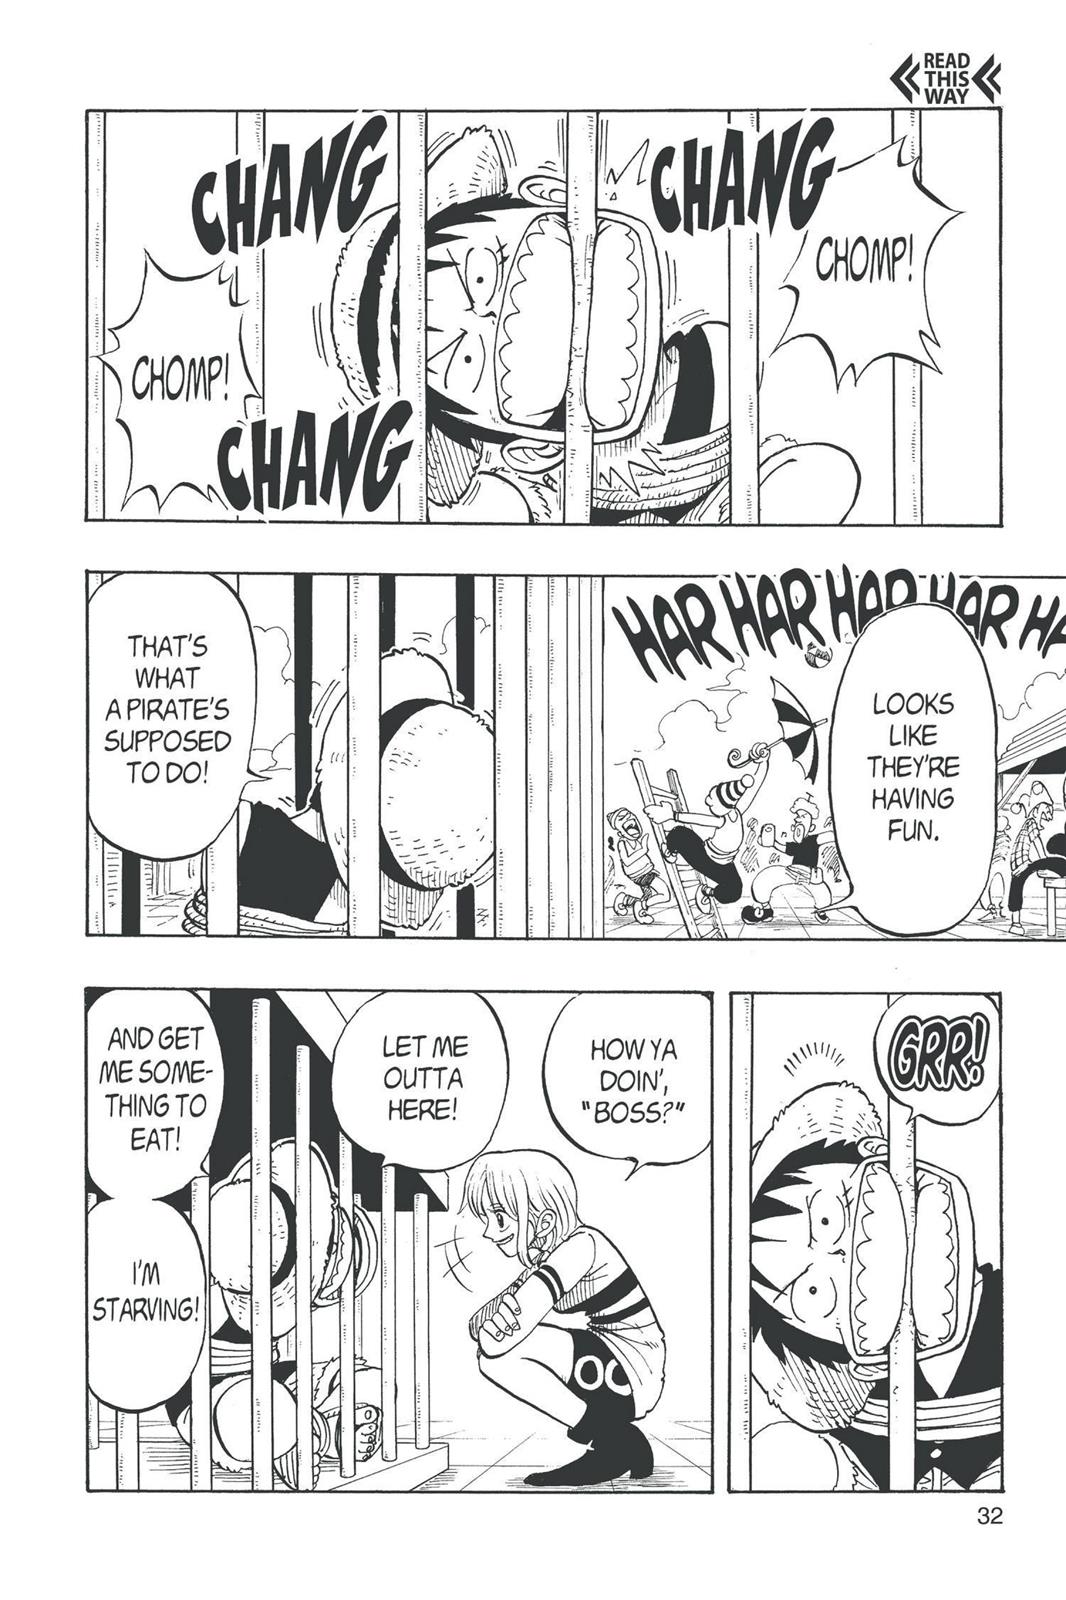 READ
THIS
WAY
CHANG
CHOMP!
CHANG
CHOMP!
CHANG
HAR HAR HAR HAR HA
LOOKS
LIKE
THEY'RE
HAVING
FUN.
THAT'S
WHAT
A PIRATE'S
SUPPOSED
TO DO!
GRR!
HOW YA
DOIN',
"BOSS?"
LET ME
OUTTA
HERE!
AND GET
ME SOME-
THING TO
EAT!
I'M
STARVING!
32